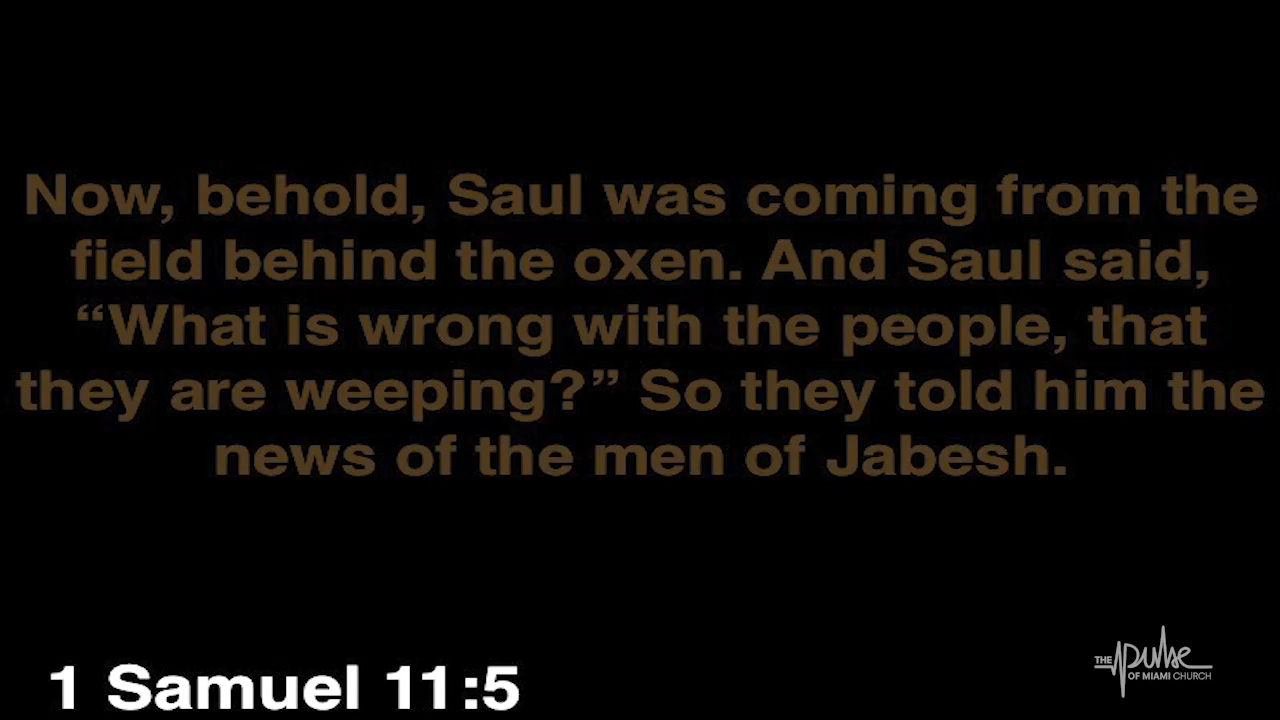 Now, behold, Saul was coming from the
field behind the oxen. And Saul said,
“What is wrong with the people, that
they are weeping?” So they told him the
news of the men of Jabesh.
1 Samuel 11:5
THE pulse
OF MIAMI CHURCH